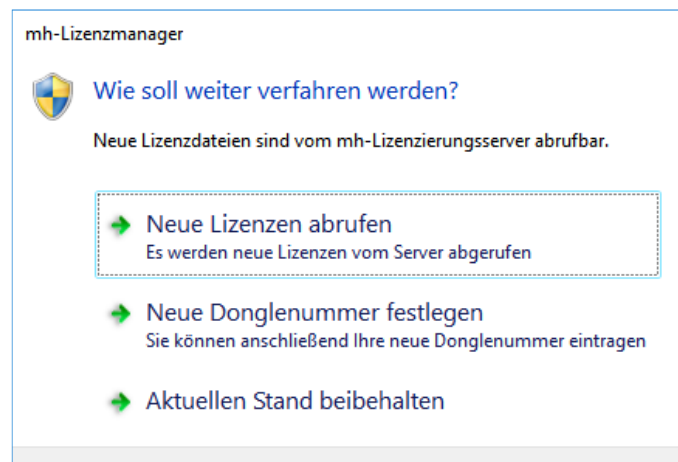 mh-Lizenzmanager
Wie soll weiter verfahren werden?
Neue Lizenzdateien sind vom mh-Lizenzierungsserver abrufbar.
Neue Lizenzen abrufen
Es werden neue Lizenzen vom Server abgerufen
Neue Donglenummer festlegen
Sie können anschließend Ihre neue Donglenummer eintragen
Aktuellen Stand beibehalten